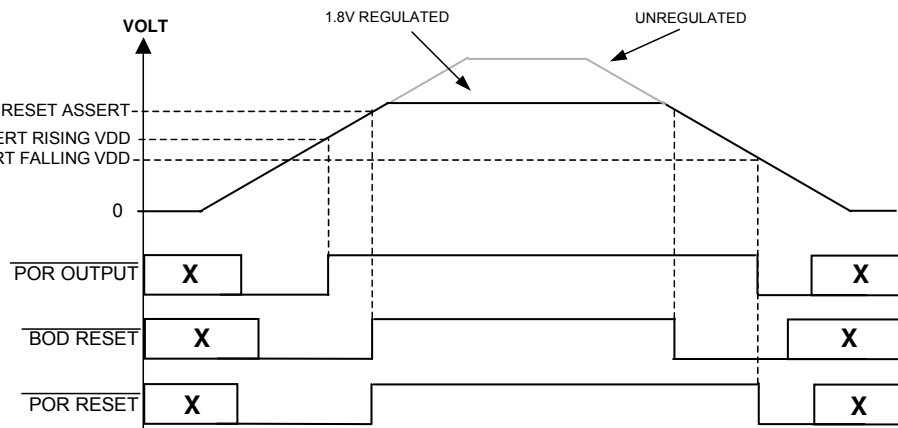 1.8V REGULATED
UNREGULATED
VOLT
RESET ASSERT
ERT RISING VDD
RT FALLING VDD
0
POR OUTPUT
X
X
BOD RESET
X
X
POR RESET
X
X